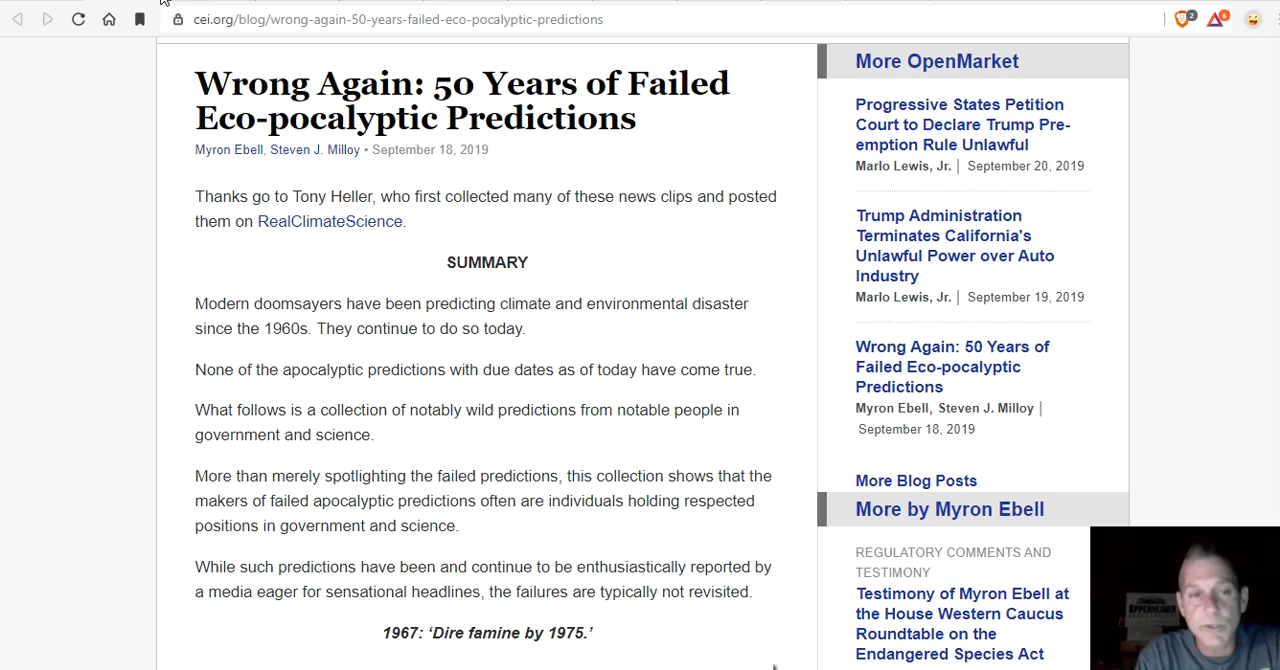 cei.org/blog/wrong-again-50-years-failed-eco-pocalyptic-predictions
2
6
Wrong Again: 50 Years of Failed
Eco-pocalyptic Predictions
Myron Ebell, Steven J. Milloy • September 18, 2019
Thanks go to Tony Heller, who first collected many of these news clips and posted
them on RealClimateScience.
SUMMARY
Modern doomsayers have been predicting climate and environmental disaster
since the 1960s. They continue to do so today.
None of the apocalyptic predictions with due dates as of today have come true.
What follows is a collection of notably wild predictions from notable people in
government and science.
More than merely spotlighting the failed predictions, this collection shows that the
makers of failed apocalyptic predictions often are individuals holding respected
positions in government and science.
While such predictions have been and continue to be enthusiastically reported by
a media eager for sensational headlines, the failures are typically not revisited.
1967: ‘Dire famine by 1975.’
More OpenMarket
Progressive States Petition
Court to Declare Trump Pre-
emption Rule Unlawful
Marlo Lewis, Jr. | September 20, 2019
Trump Administration
Terminates California's
Unlawful Power over Auto
Industry
Marlo Lewis, Jr. | September 19, 2019
Wrong Again: 50 Years of
Failed Eco-pocalyptic
Predictions
Myron Ebell, Steven J. Milloy |
September 18, 2019
More Blog Posts
More by Myron Ebell
REGULATORY COMMENTS AND
TESTIMONY
Testimony of Myron Ebell at
the House Western Caucus
Roundtable on the
Endangered Species Act